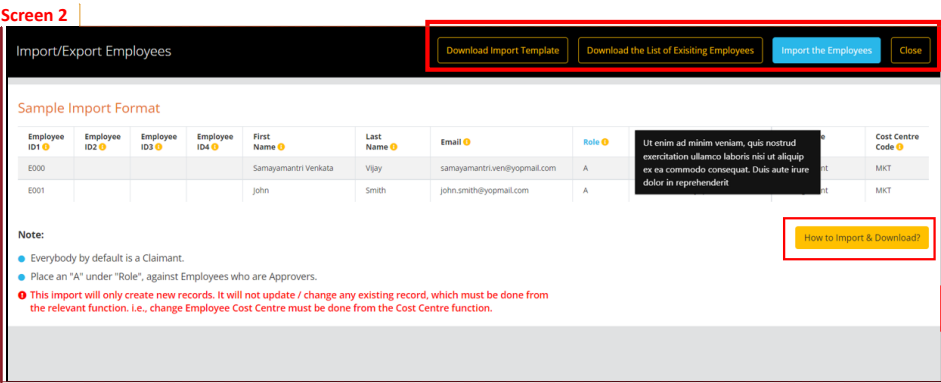 Screen 2
Import/Export Employees
Download Import Template
Download the List of Exisiting Employees
Import the Employees
Close
Sample Import Format
Employee ID1
Employee ID2
Employee ID3
Employee ID4
First Name
Last Name
Email
Role
Cost Centre Code
E000 Samayamantri Venkata Vijay samayamantri.ven@yopmail.com A MKT
E001 John Smith john.smith@yopmail.com A MKT
Ut enim ad minim veniam, quis nostrud
exercitation ullamco laboris nisi ut aliquip
ex ea commodo consequat. Duis aute irure
dolor in reprehenderit
Note:
How to Import & Download?
Everybody by default is a Claimant.
Place an "A" under "Role", against Employees who are Approvers.
This import will only create new records. It will not update / change any existing record, which must be done from
the relevant function. I.e., change Employee Cost Centre must be done from the Cost Centre function.